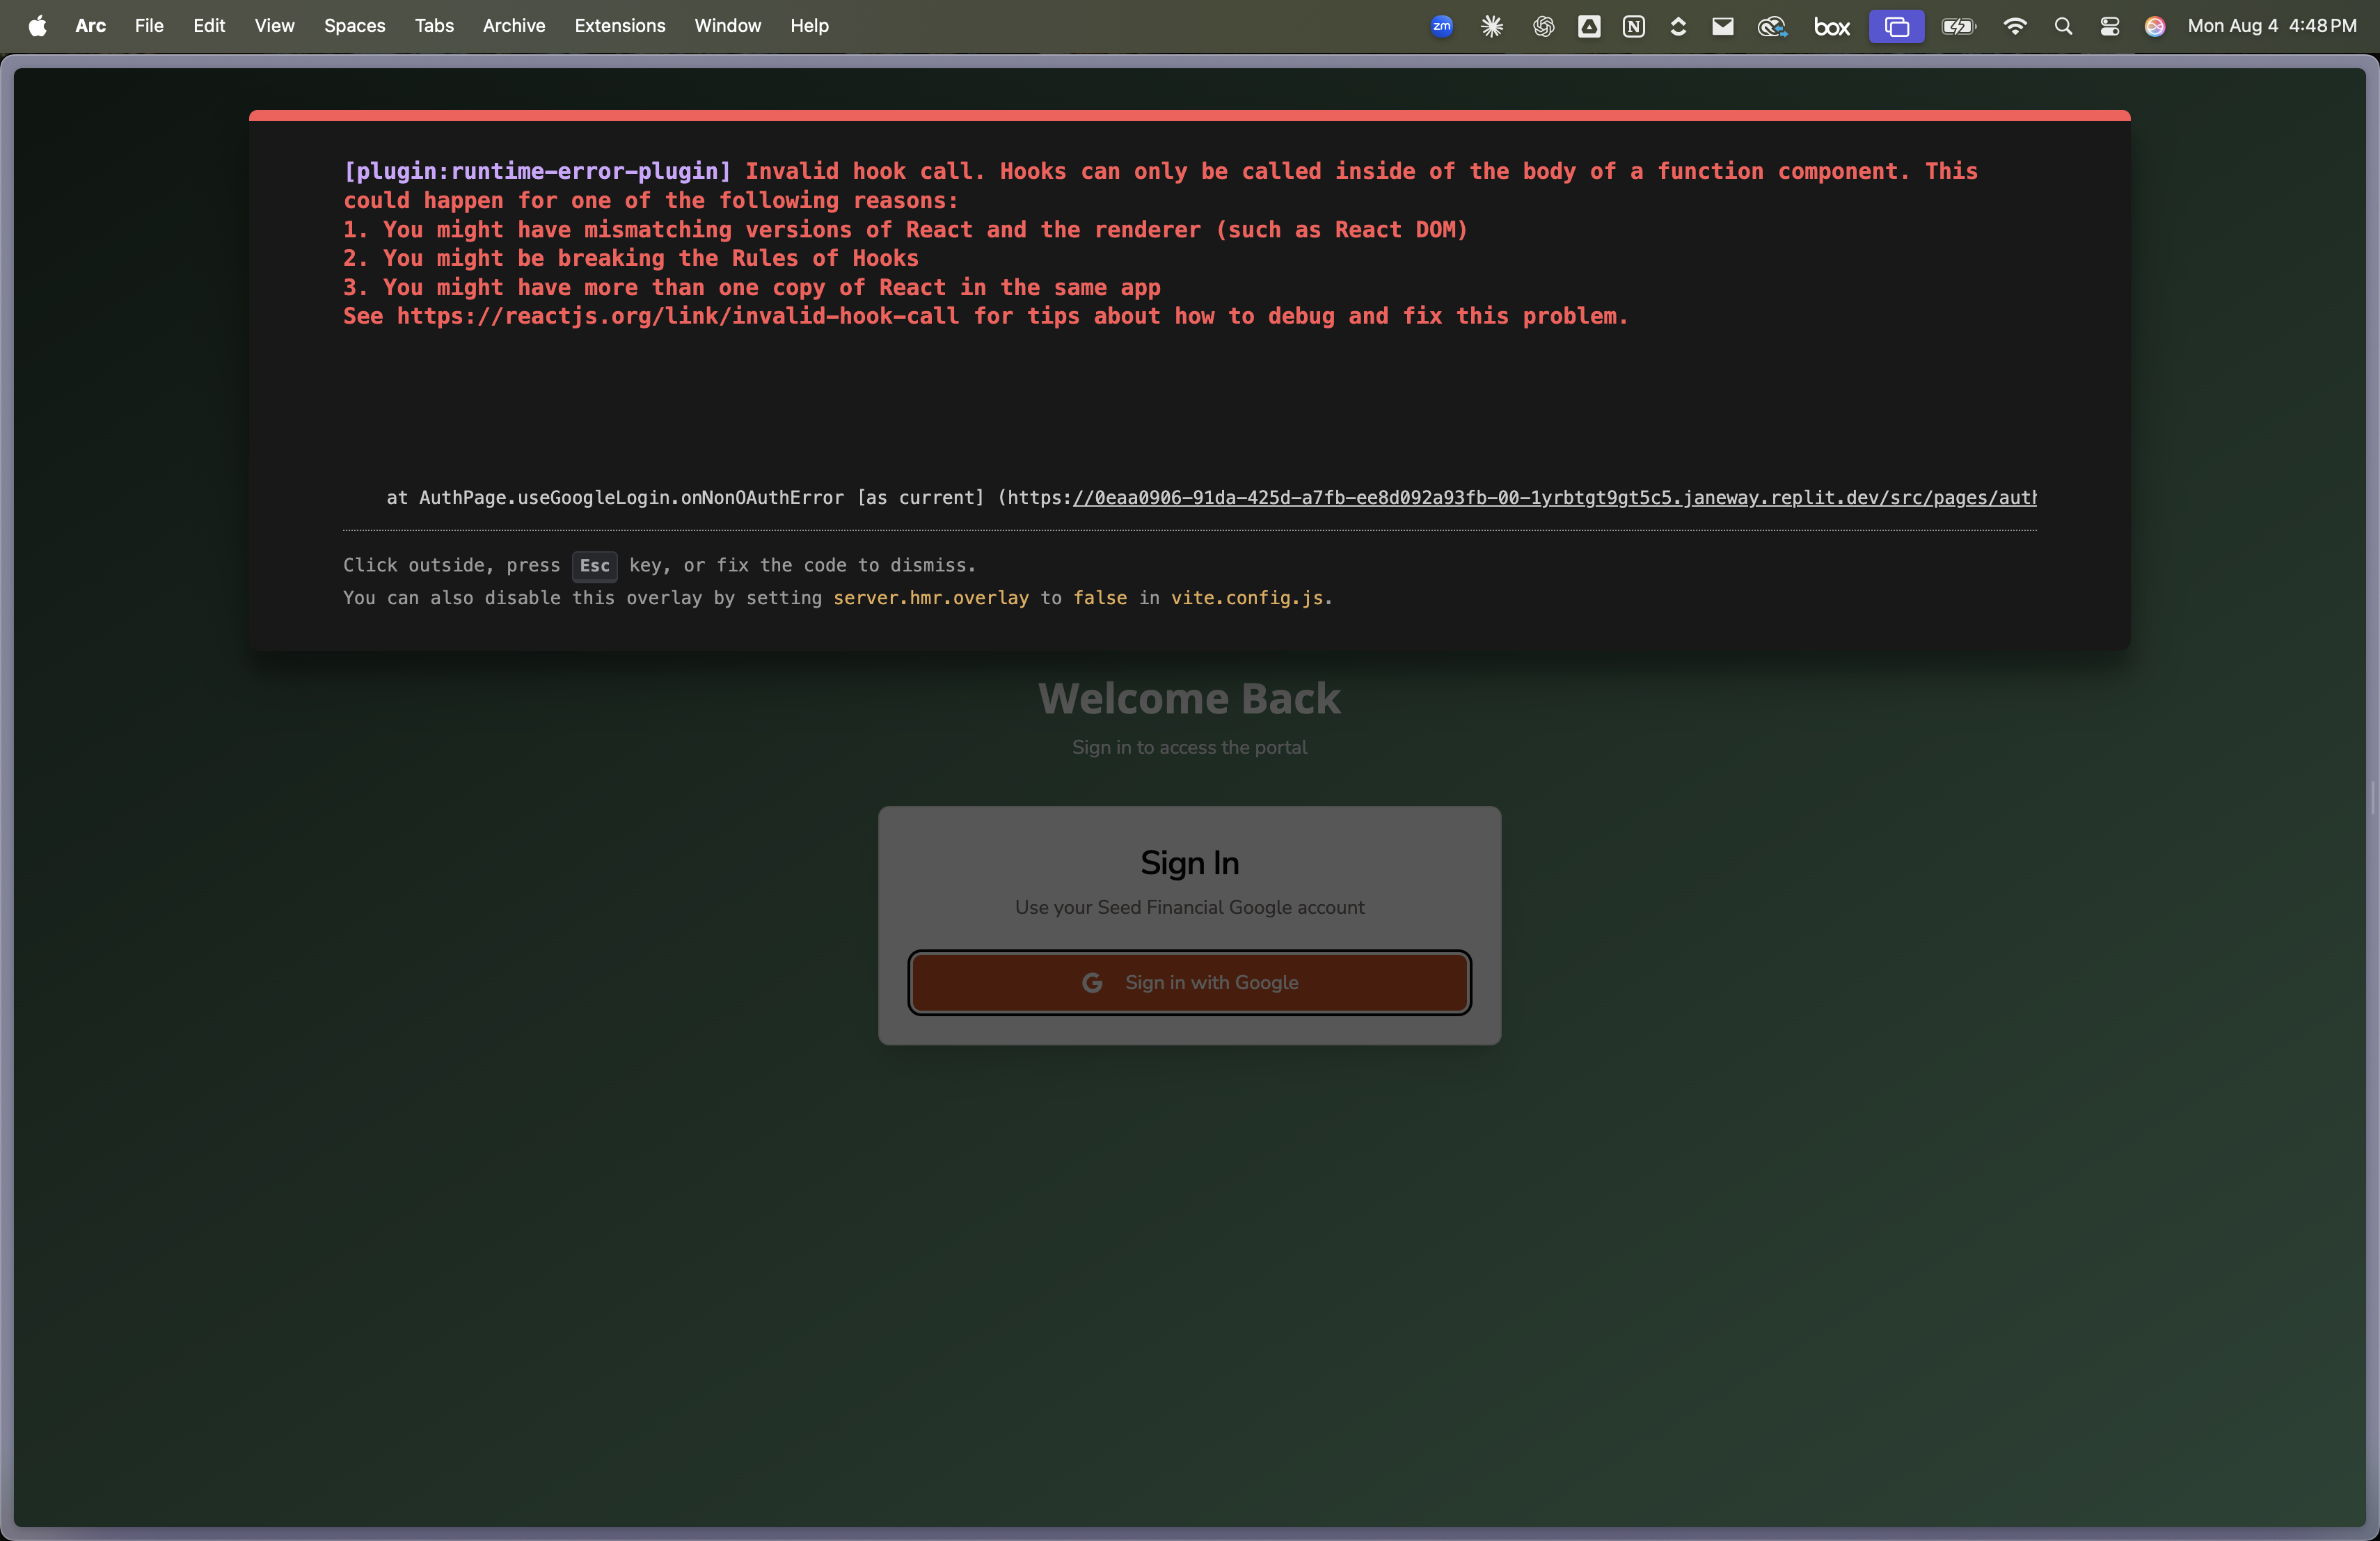 Arc File Edit View Spaces Tabs Archive Extensions Window Help zm N box Mon Aug 4 4:48 PM
[plugin:runtime-error-plugin] Invalid hook call. Hooks can only be called inside of the body of a function component. This
could happen for one of the following reasons:
1. You might have mismatching versions of React and the renderer (such as React DOM)
2. You might be breaking the Rules of Hooks
3. You might have more than one copy of React in the same app
See https://reactjs.org/link/invalid-hook-call for tips about how to debug and fix this problem.
at AuthPage.useGoogleLogin.onNonOAuthError [as current] (https://0eaa0906-91da-425d-a7fb-ee8d092a93fb-00-1yrbtgt9gt5c5.janeway.replit.dev/src/pages/auth
Click outside, press Esc key, or fix the code to dismiss.
You can also disable this overlay by setting server.hmr.overlay to false in vite.config.js.
Welcome Back
Sign in to access the portal
Sign In
Use your Seed Financial Google account
G Sign in with Google